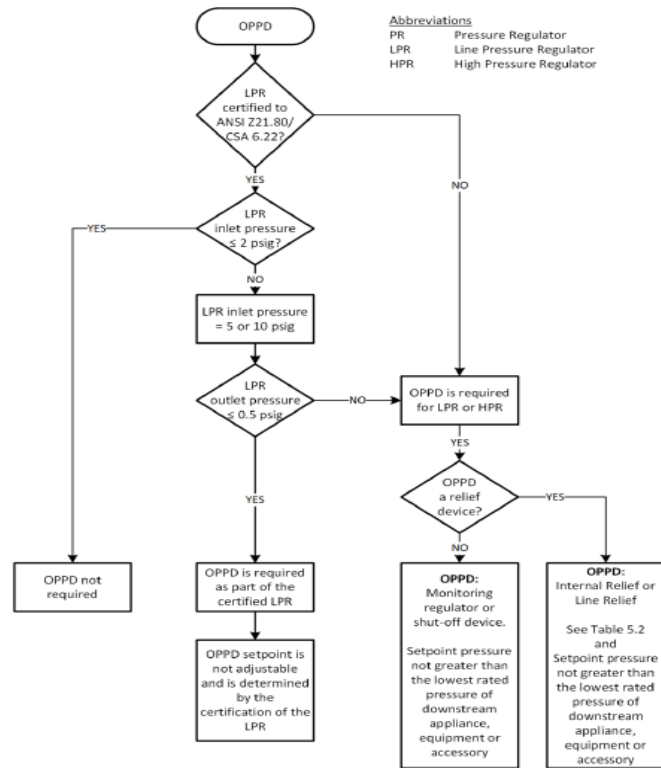 OPPD
Abbreviations
PR Pressure Regulator
LPR Line Pressure Regulator
HPR High Pressure Regulator
LPR
certified to
ANSI Z21.80/
CSA 6.22?
YES
NO
LPR
inlet pressure
≤ 2 psig?
YES
NO
LPR inlet pressure
= 5 or 10 psig
LPR
outlet pressure
≤ 0.5 psig
NO
OPPD is required
for LPR or HPR
YES
OPPD
a relief
device?
YES
YES
NO
OPPD not
required
OPPD is required
as part of the
certified LPR
OPPD setpoint is
not adjustable
and is determined
by the
certification of the
LPR
OPPD:
Monitoring
regulator or
shut-off device.
Setpoint pressure
not greater than
the lowest rated
pressure of
downstream
appliance,
equipment or
accessory
OPPD:
Internal Relief or
Line Relief
See Table 5.2
and
Setpoint pressure
not greater than
the lowest rated
pressure of
downstream
appliance,
equipment or
accessory